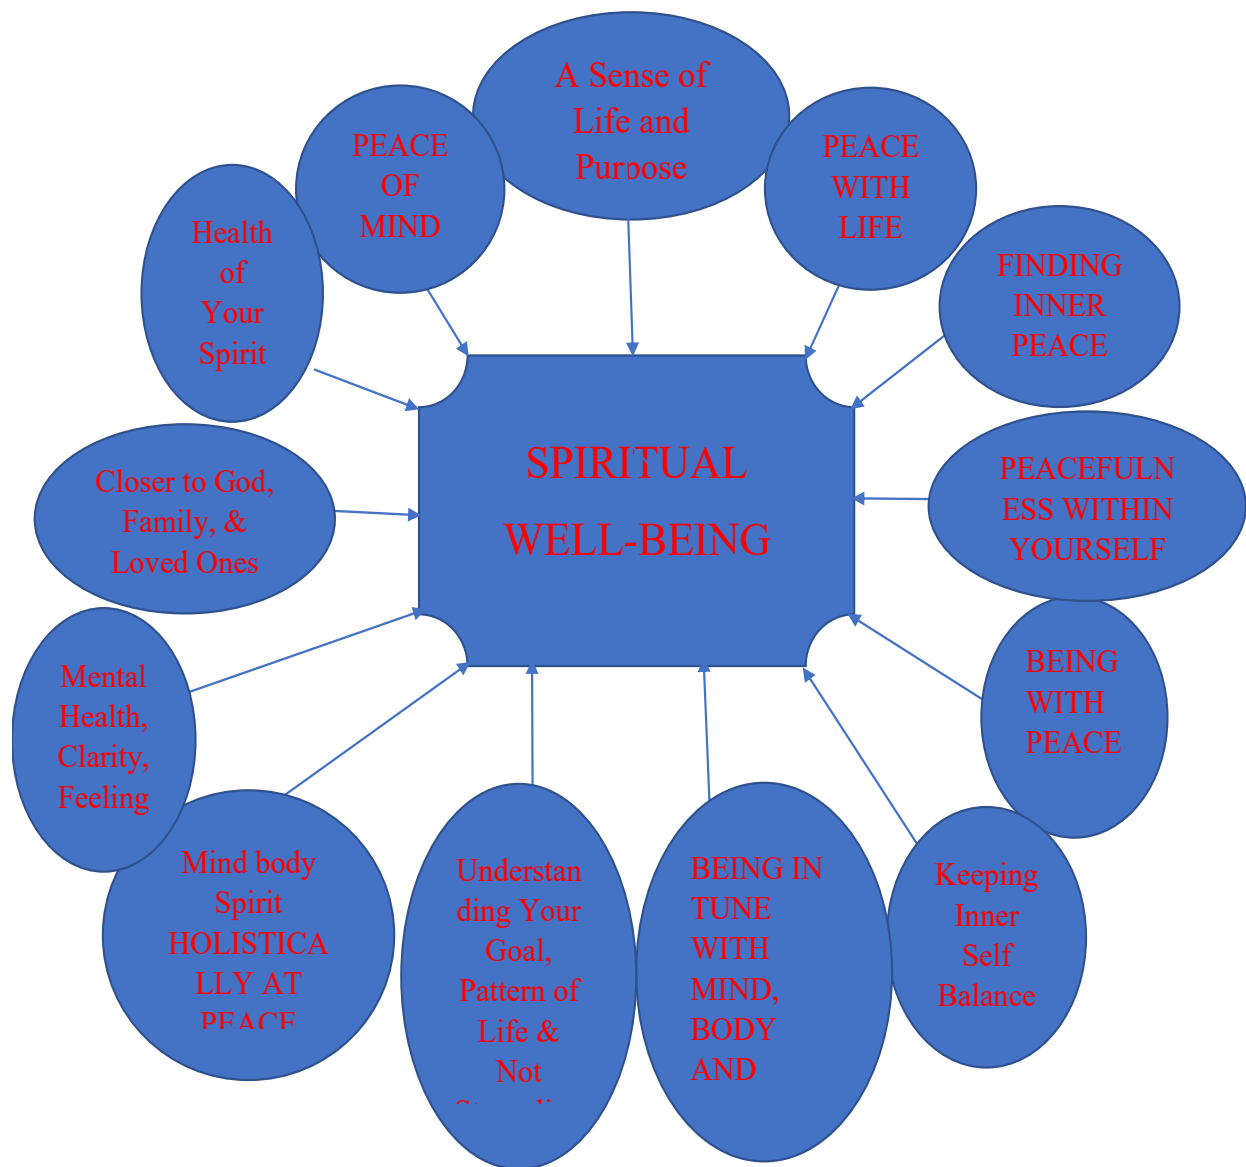 A Sense of
Life and
Purpose
PEACE
OF
MIND
PEACE
WITH
LIFE
Health
of
Your
Spirit
FINDING
INNER
PEACE
SPIRITUAL
WELL-BEING
Closer to God,
Family, &
Loved Ones
PEACEFULN
ESS WITHIN
YOURSELF
Mental
Health,
Clarity,
Feeling
BEING
WITH
PEACE
Mind body
Spirit
HOLISTICA
LLY AT
PEACE
Understan
ding Your
Goal,
Pattern of
Life &
Not
BEING IN
TUNE
WITH
MIND,
BODY
AND
Keeping
Inner
Self
Balance